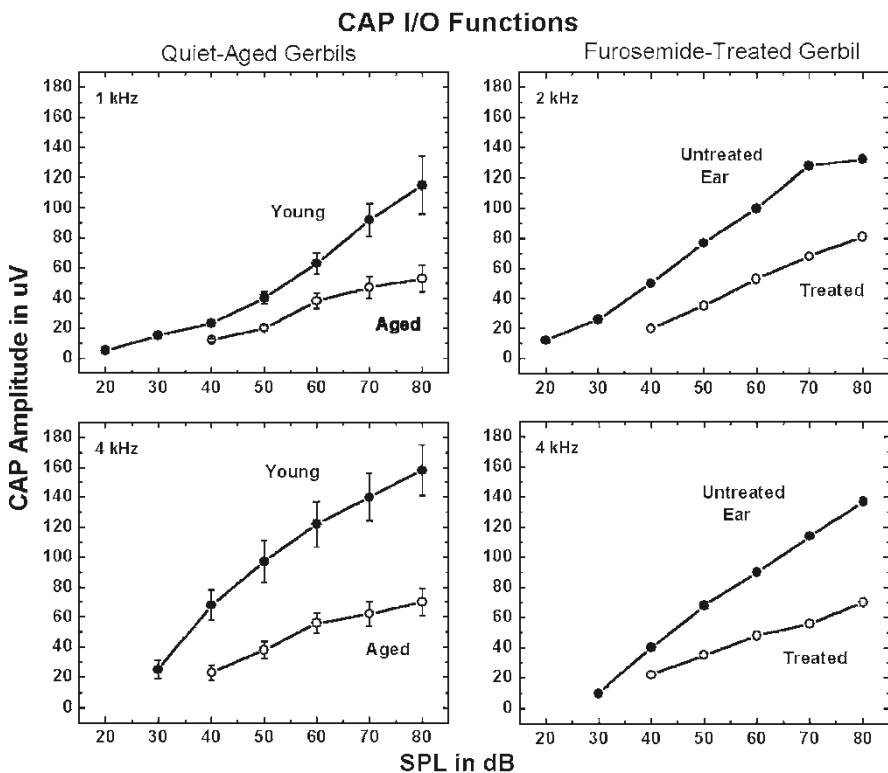 CAP I/O Functions
Quiet-Aged Gerbils
Furosemide-Treated Gerbil
CAP Amplitude in uV
180
160
140
120
100
80
60
40
20
0
1 kHz
Young
Aged
20 30 40 50 60 70 80
180
160
140
120
100
80
60
40
20
0
2 kHz
Untreated
Ear
Treated
20 30 40 50 60 70 80
180
160
140
120
100
80
60
40
20
0
4 kHz
Young
Aged
20 30 40 50 60 70 80
180
160
140
120
100
80
60
40
20
0
4 kHz
Untreated
Ear
Treated
20 30 40 50 60 70 80
SPL in dB